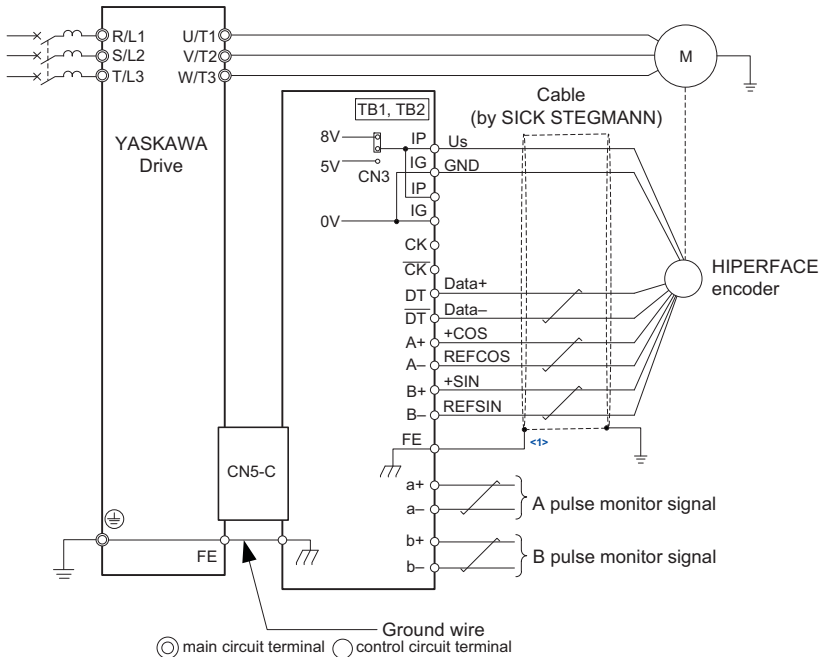 R/L1
S/L2
T/L3
U/T1
V/T2
W/T3
M
YASKAWA
Drive
TB1, TB2
Cable
(by SICK STEGMANN)
8V
5V
CN3
0V
IP
Us
IG
GND
IP
IG
CK
C̅K̅
DT
Data+
D̅T̅
Data–
A+
+COS
A–
REFCOS
B+
+SIN
B–
REFSIN
FE
<1>
HIPERFACE
encoder
CN5-C
a+
a–
A pulse monitor signal
b+
b–
B pulse monitor signal
FE
Ground wire
main circuit terminal
control circuit terminal